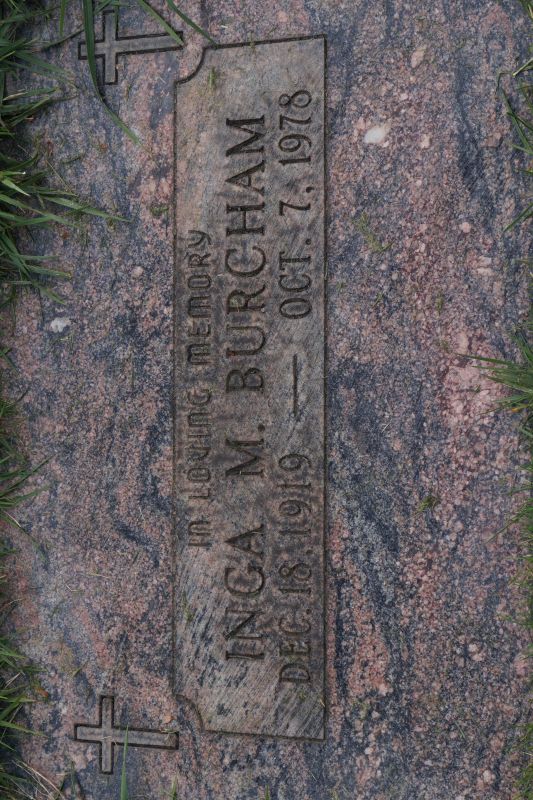 IN LOVING MEMORY
INGA M. BURCHAM
DEC. 18, 1919 — OCT. 7, 1978